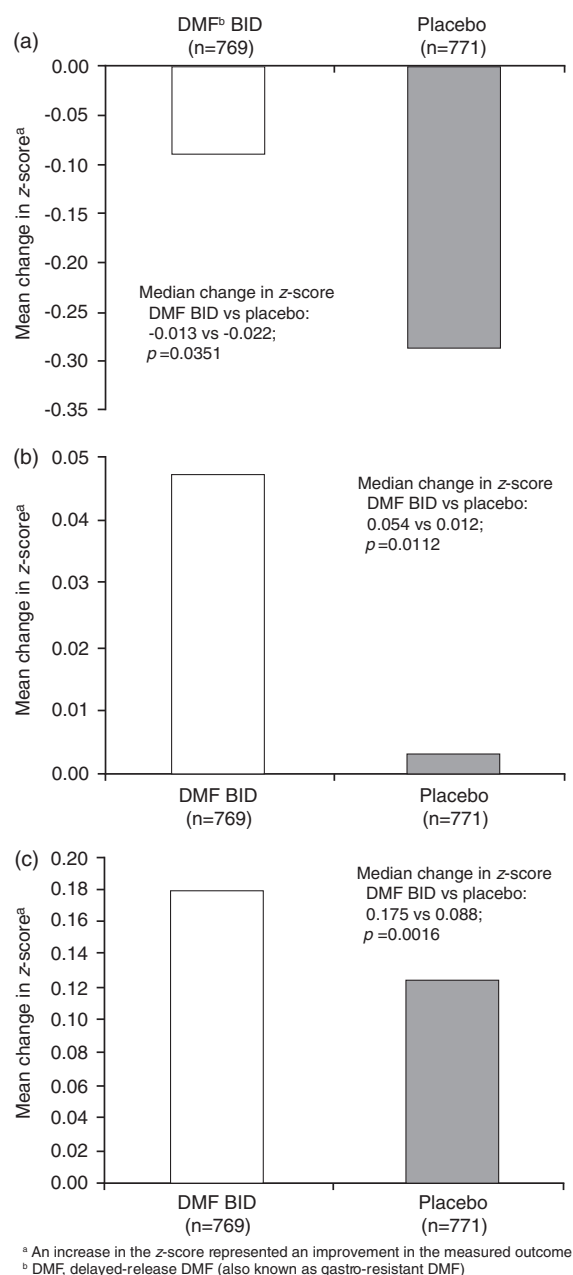 (a)
DMFᵇ BID
(n=769)
Placebo
(n=771)
Mean change in z-scoreᵃ
0.00
-0.05
-0.10
-0.15
-0.20
-0.25
-0.30
-0.35
Median change in z-score
DMF BID vs placebo:
-0.013 vs -0.022;
p=0.0351
(b)
Mean change in z-scoreᵃ
0.05
0.04
0.03
0.02
0.01
0.00
Median change in z-score
DMF BID vs placebo:
0.054 vs 0.012;
p=0.0112
DMF BID
(n=769)
Placebo
(n=771)
(c)
Mean change in z-scoreᵃ
0.20
0.18
0.16
0.14
0.12
0.10
0.08
0.06
0.04
0.02
0.00
Median change in z-score
DMF BID vs placebo:
0.175 vs 0.088;
p =0.0016
DMF BID
(n=769)
Placebo
(n=771)
ᵃ An increase in the z-score represented an improvement in the measured outcome
ᵇ DMF, delayed-release DMF (also known as gastro-resistant DMF)